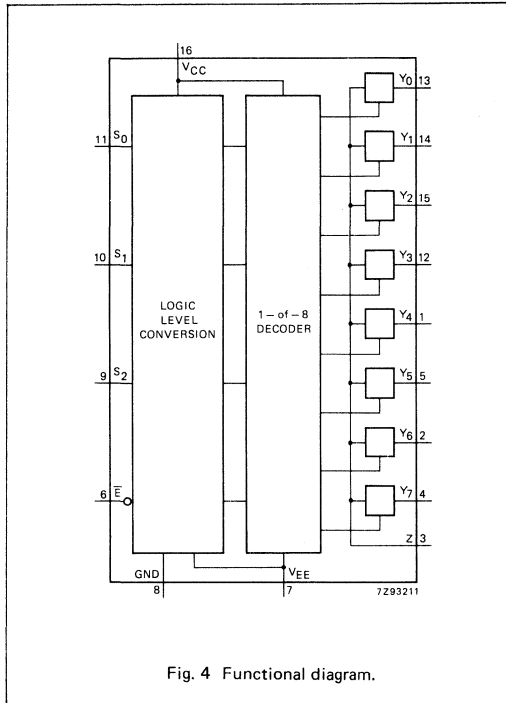 16
VCC
Y0 13
11 S0
Y1 14
Y2 15
10 S1
Y3 12
LOGIC
LEVEL
CONVERSION
1-of-8
DECODER
Y4 1
9 S2
Y5 5
Y6 2
6 E̅
Y7 4
Z 3
GND
VEE
8
7
7Z93211
Fig. 4 Functional diagram.